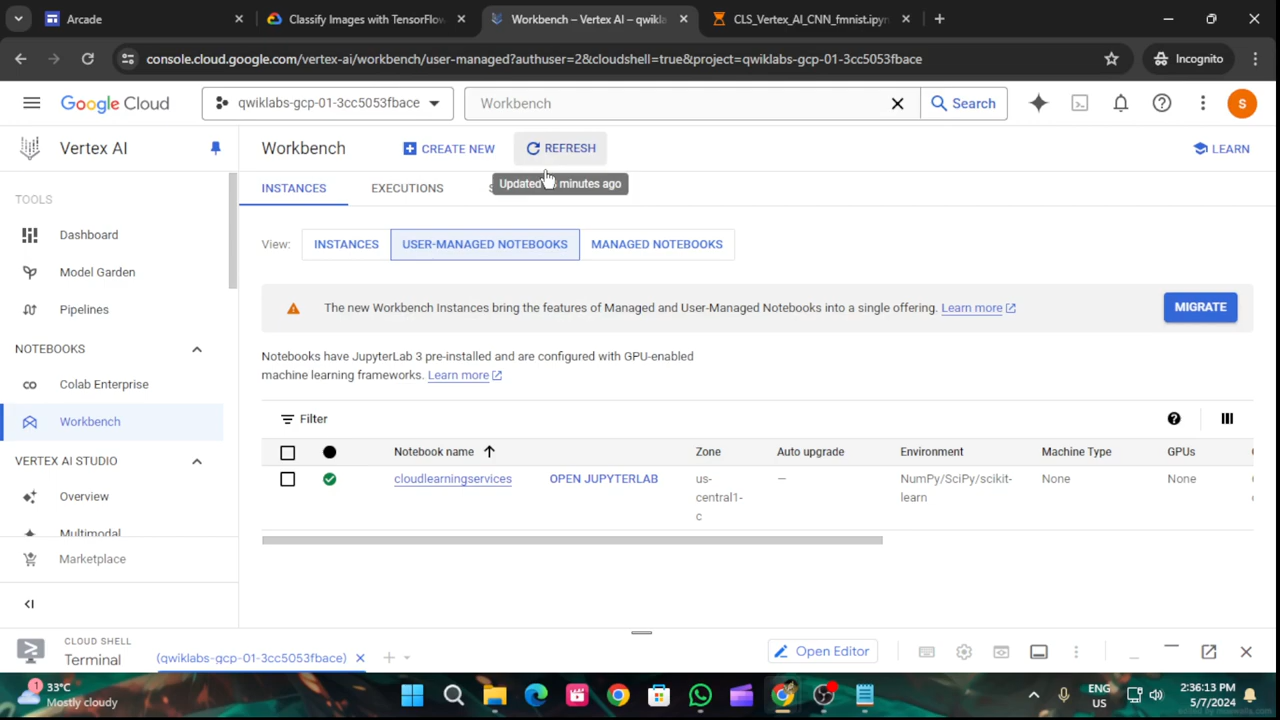 Arcade
Classify Images with TensorFlow
Workbench – Vertex AI – qwikla
CLS_Vertex_AI_CNN_fmnist.ipyn
console.cloud.google.com/vertex-ai/workbench/user-managed?authuser=2&cloudshell=true&project=qwiklabs-gcp-01-3cc5053fbace
Incognito
Google Cloud
qwiklabs-gcp-01-3cc5053fbace
Workbench
Search
S
Vertex AI
Workbench
CREATE NEW
REFRESH
LEARN
Updated minutes ago
INSTANCES
EXECUTIONS
S
TOOLS
Dashboard
Model Garden
Pipelines
NOTEBOOKS
Colab Enterprise
Workbench
VERTEX AI STUDIO
Overview
Multimodal
Marketplace
View:
INSTANCES
USER-MANAGED NOTEBOOKS
MANAGED NOTEBOOKS
The new Workbench Instances bring the features of Managed and User-Managed Notebooks into a single offering. Learn more
MIGRATE
Notebooks have JupyterLab 3 pre-installed and are configured with GPU-enabled
machine learning frameworks. Learn more
Filter
Notebook name
Zone
Auto upgrade
Environment
Machine Type
GPUs
cloudlearningservices
OPEN JUPYTERLAB
us-
central1-
c
–
NumPy/SciPy/scikit-
learn
None
None
CLOUD SHELL
Terminal
(qwiklabs-gcp-01-3cc5053fbace)
Open Editor
1
33°C
Mostly cloudy
ENG
US
2:36:13 PM
5/7/2024